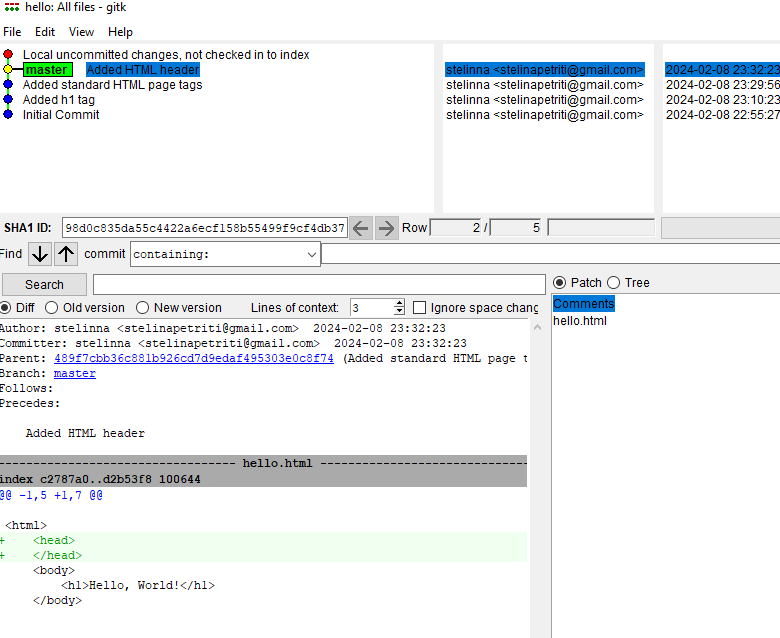 hello: All files - gitk
File Edit View Help
Local uncommitted changes, not checked in to index
master Added HTML header stelinna <stelinapetriti@gmail.com> 2024-02-08 23:32:23
Added standard HTML page tags stelinna <stelinapetriti@gmail.com> 2024-02-08 23:29:56
Added h1 tag stelinna <stelinapetriti@gmail.com> 2024-02-08 23:10:23
Initial Commit stelinna <stelinapetriti@gmail.com> 2024-02-08 22:55:27
SHA1 ID: 98d0c835da55c4422a6ecf158b55499f9cf4db37 Row 2 / 5
Find commit containing:
Search
Diff Old version New version Lines of context: 3 Ignore space chang
Patch Tree
Comments
hello.html
Author: stelinna <stelinapetriti@gmail.com> 2024-02-08 23:32:23
Committer: stelinna <stelinapetriti@gmail.com> 2024-02-08 23:32:23
Parent: 489f7cbb36c881b926cd7d9edaf495303e0c8f74 (Added standard HTML page t
Branch: master
Follows:
Precedes:
Added HTML header
---------------------------------- hello.html ------------------------------
index c2787a0..d2b53f8 100644
@@ -1,5 +1,7 @@
<html>
+ <head>
+ </head>
<body>
<h1>Hello, World!</h1>
</body>